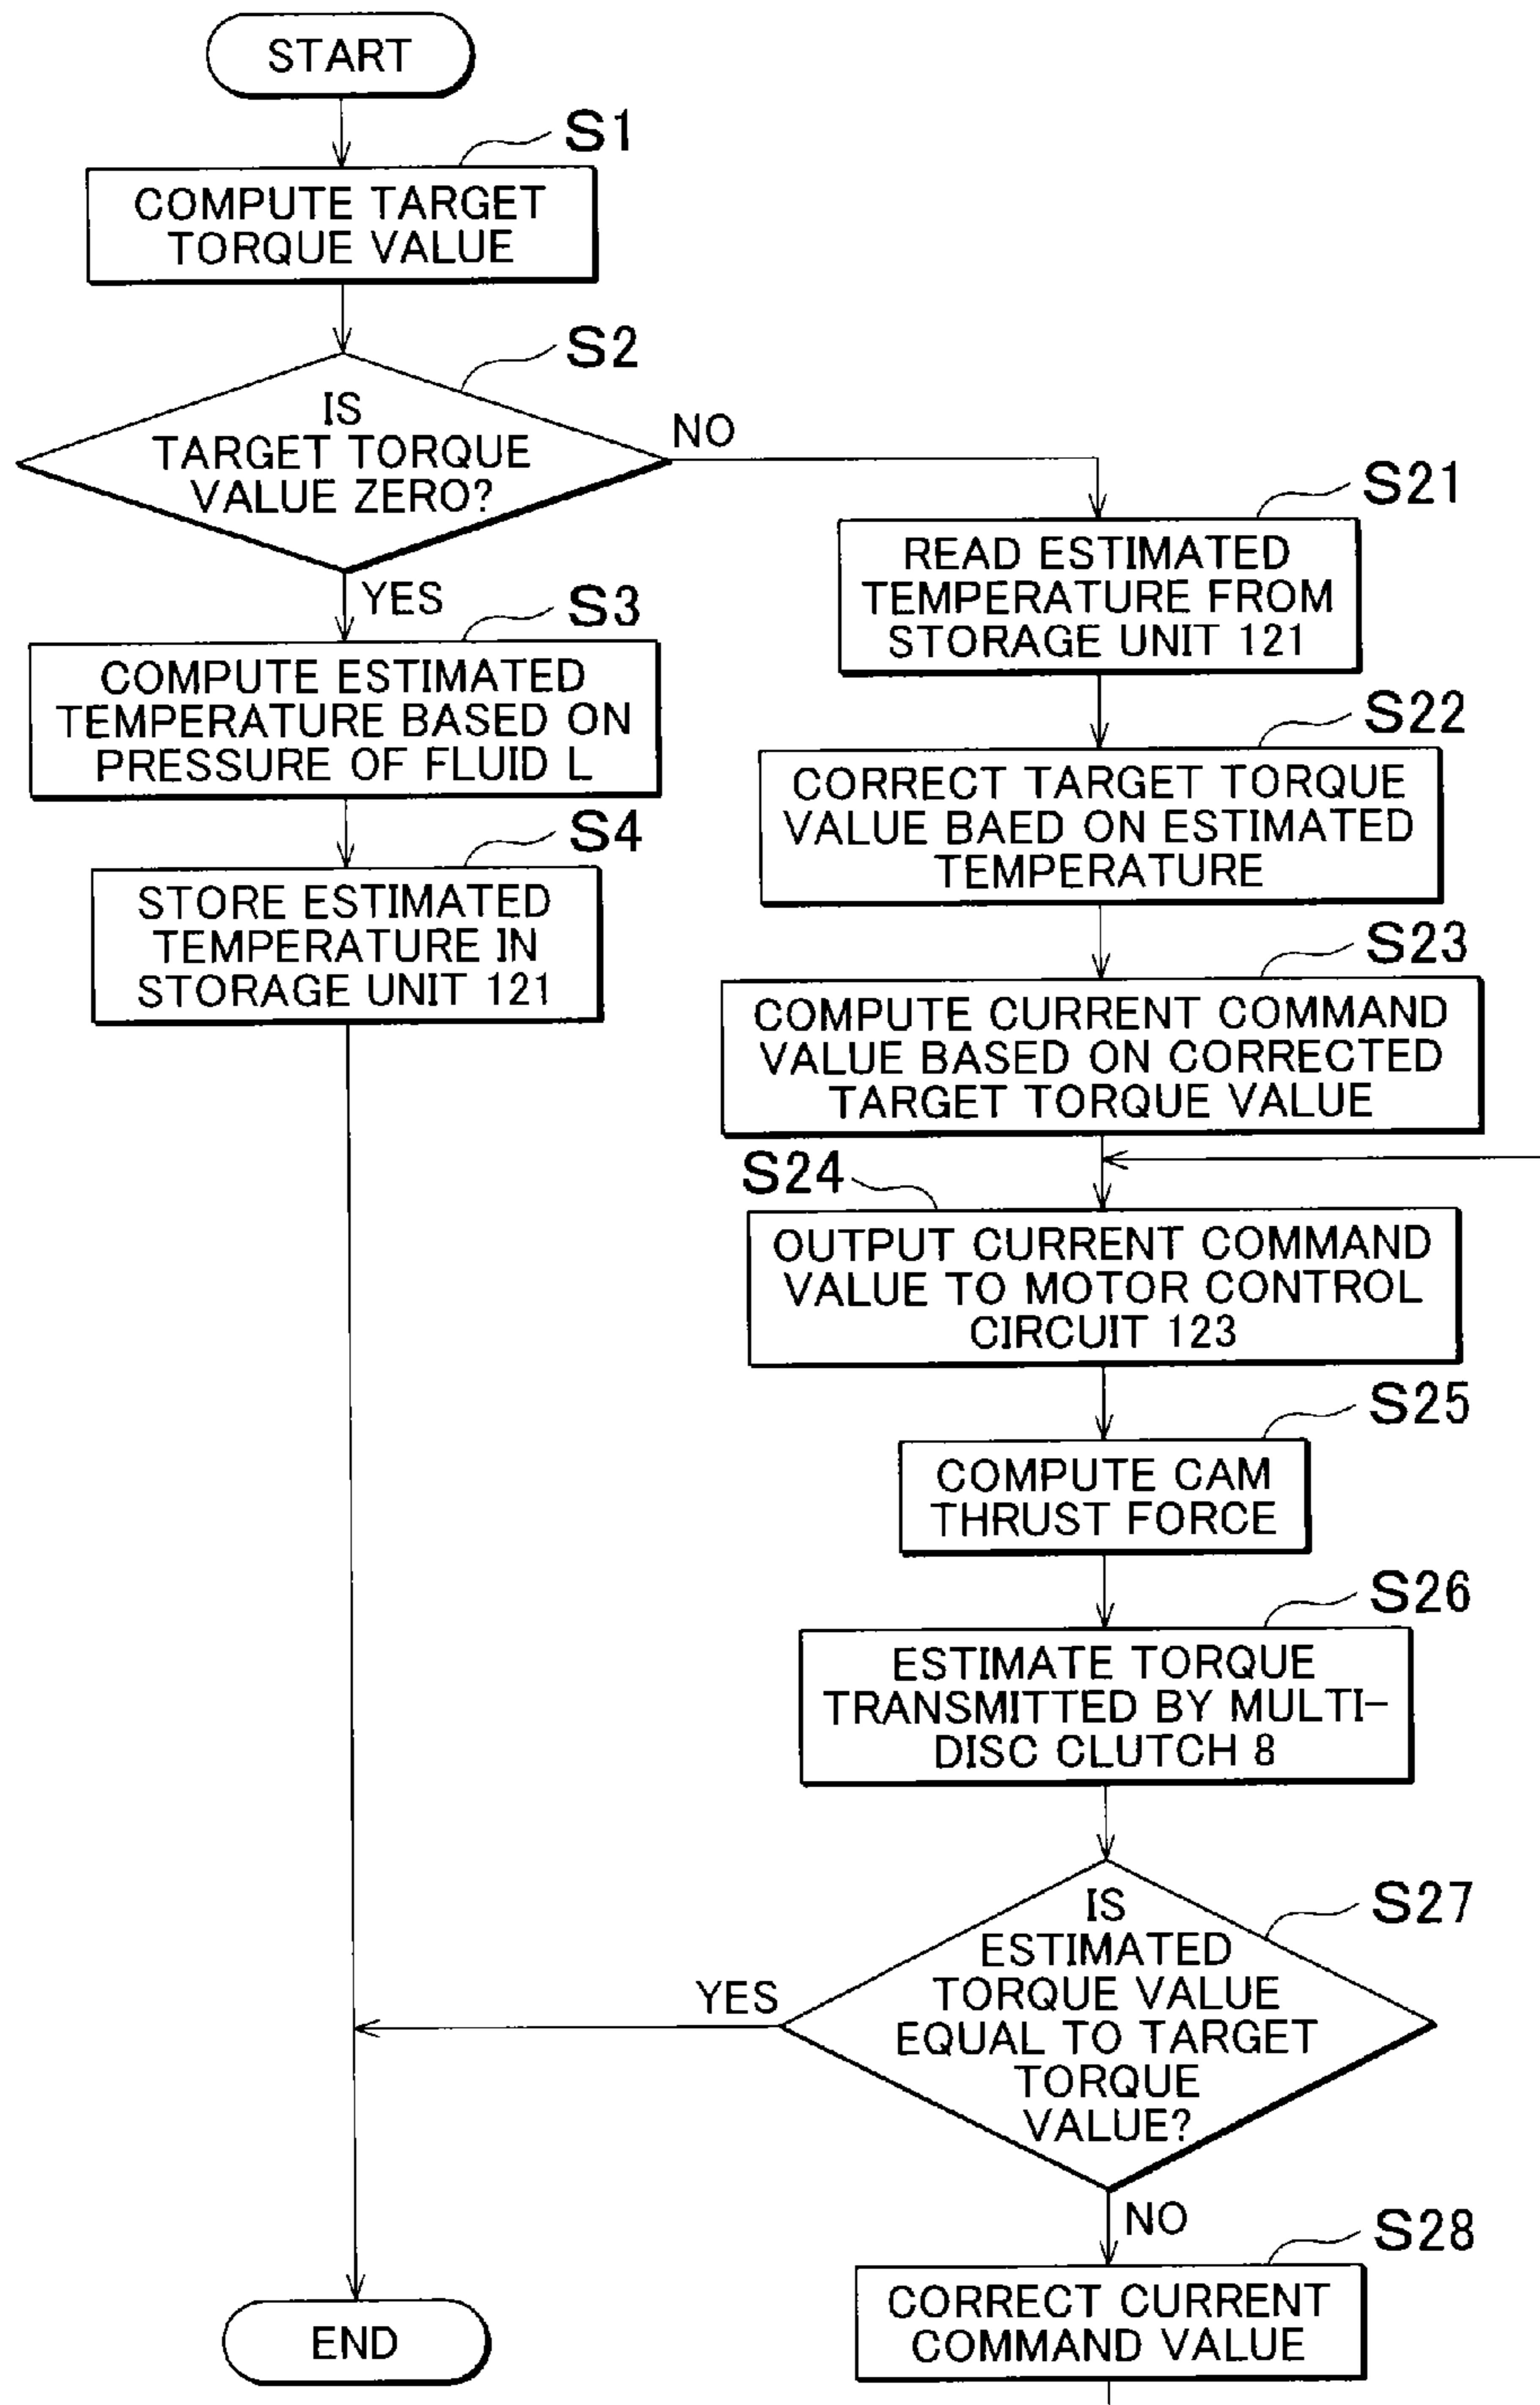 START
S1
COMPUTE TARGET
TORQUE VALUE
S2
IS
TARGET TORQUE
VALUE ZERO?
NO
YES
S3
COMPUTE ESTIMATED
TEMPERATURE BASED ON
PRESSURE OF FLUID L
S4
STORE ESTIMATED
TEMPERATURE IN
STORAGE UNIT 121
S21
READ ESTIMATED
TEMPERATURE FROM
STORAGE UNIT 121
S22
CORRECT TARGET TORQUE
VALUE BAED ON ESTIMATED
TEMPERATURE
S23
COMPUTE CURRENT COMMAND
VALUE BASED ON CORRECTED
TARGET TORQUE VALUE
S24
OUTPUT CURRENT COMMAND
VALUE TO MOTOR CONTROL
CIRCUIT 123
S25
COMPUTE CAM
THRUST FORCE
S26
ESTIMATE TORQUE
TRANSMITTED BY MULTI-
DISC CLUTCH 8
S27
IS
ESTIMATED
TORQUE VALUE
EQUAL TO TARGET
TORQUE
VALUE?
YES
NO
S28
CORRECT CURRENT
COMMAND VALUE
END